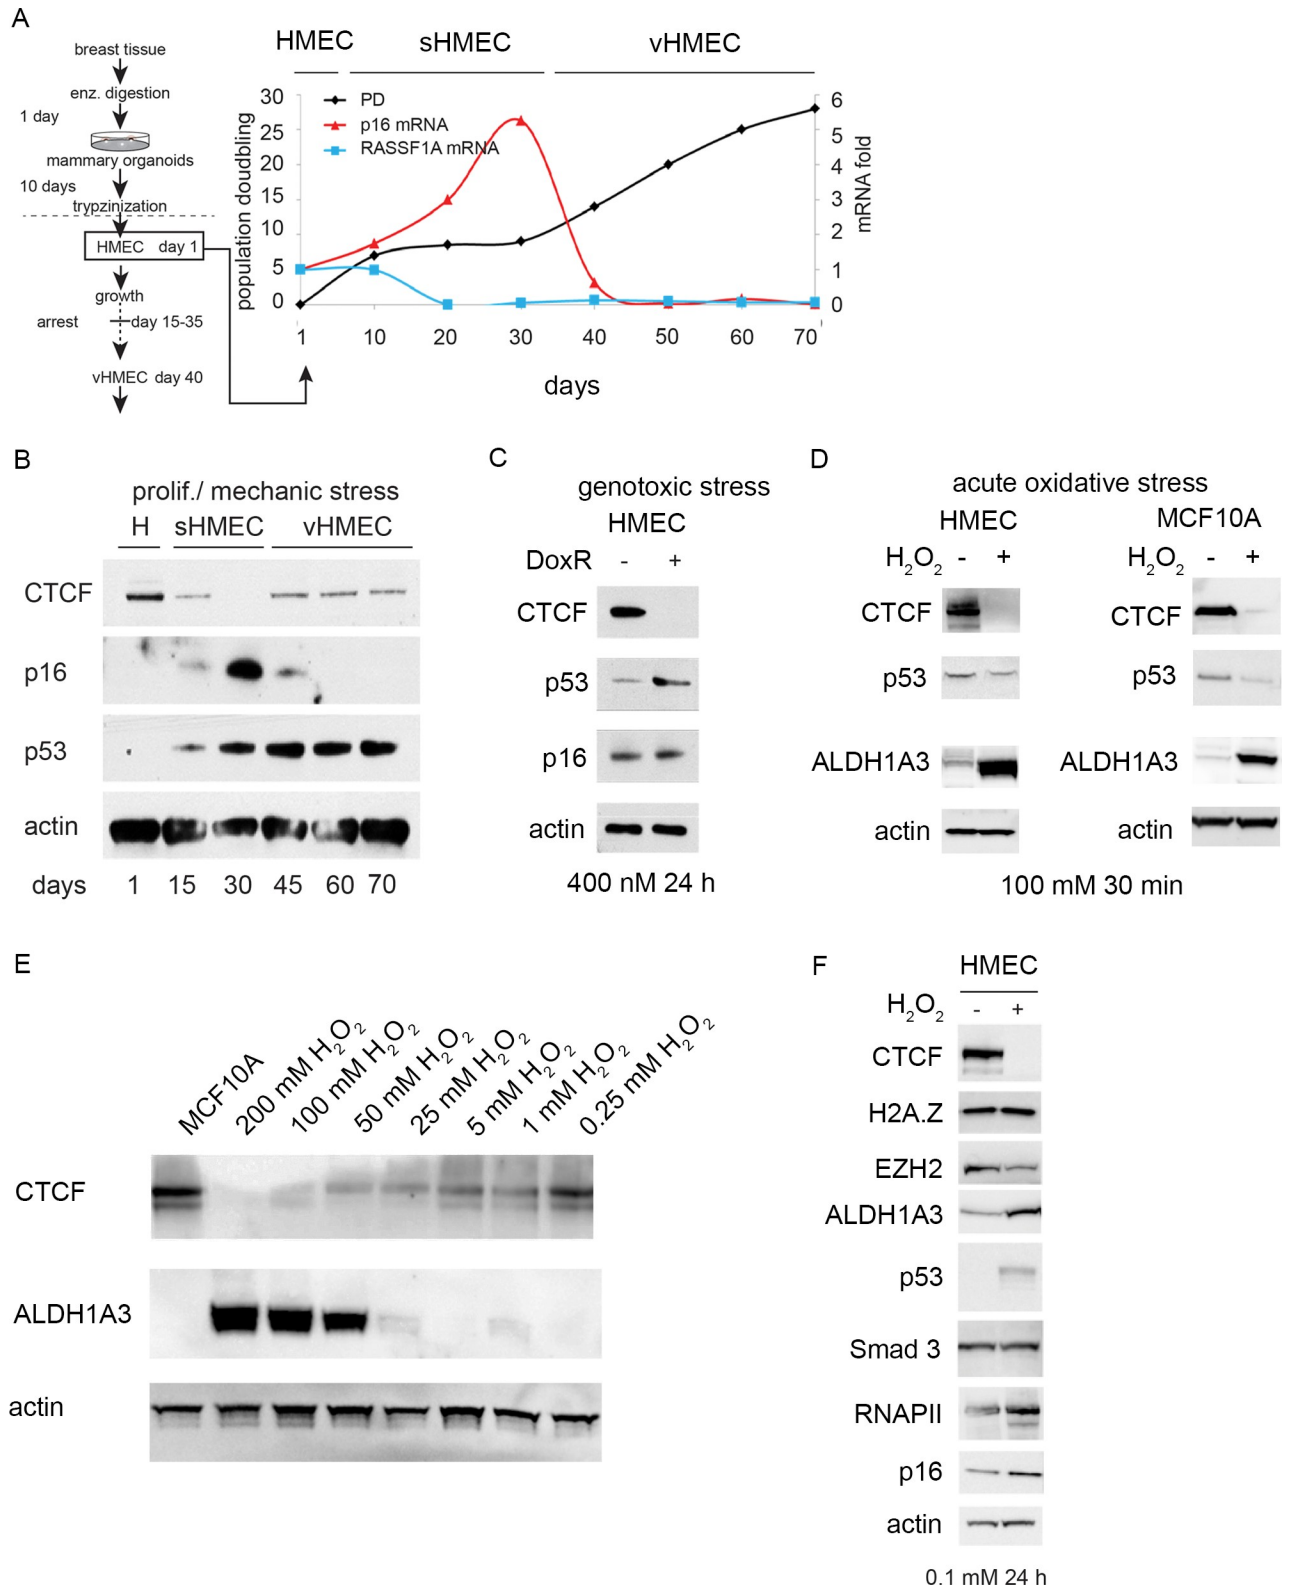 A
breast tissue
enz. digestion
1 day
mammary organoids
10 days
trypzinization
HMEC day 1
growth
arrest
day 15-35
vHMEC day 40
HMEC sHMEC vHMEC
PD
p16 mRNA
RASSF1A mRNA
population doudbling
30
25
20
15
10
5
0
mRNA fold
6
5
4
3
2
1
0
1 10 20 30 40 50 60 70
days
B
prolif./ mechanic stress
H sHMEC vHMEC
CTCF
p16
p53
actin
days 1 15 30 45 60 70
C
genotoxic stress
HMEC
DoxR - +
CTCF
p53
p16
actin
400 nM 24 h
D
acute oxidative stress
HMEC
H2O2 - +
CTCF
p53
ALDH1A3
actin
MCF10A
H2O2 - +
CTCF
p53
ALDH1A3
actin
100 mM 30 min
E
MCF10A
200 mM H2O2
100 mM H2O2
50 mM H2O2
25 mM H2O2
5 mM H2O2
1 mM H2O2
0.25 mM H2O2
CTCF
ALDH1A3
actin
F
HMEC
H2O2 - +
CTCF
H2A.Z
EZH2
ALDH1A3
p53
Smad 3
RNAPII
p16
actin
0.1 mM 24 h